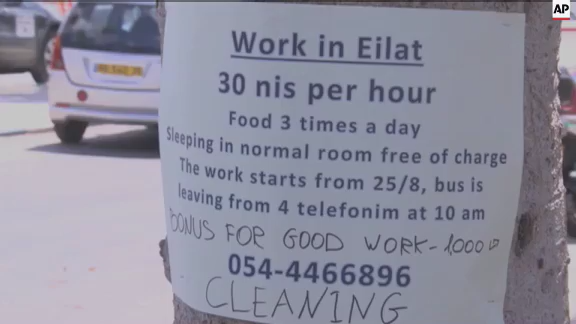 AP
Work in Eilat
30 nis per hour
Food 3 times a day
Sleeping in normal room free of charge
The work starts from 25/8, bus is
leaving from 4 telefonim at 10 am
BONUS FOR GOOD WORK-1000
054-4466896
CLEANING